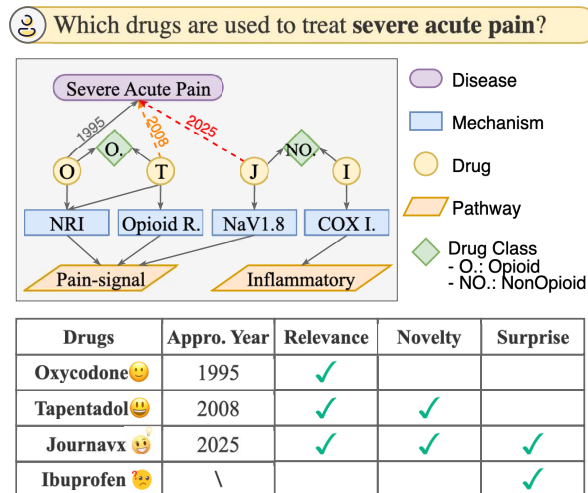 Which drugs are used to treat severe acute pain?
Severe Acute Pain
1995
2008
2025
O.
NO.
O
T
J
I
NRI
Opioid R.
NaV1.8
COX I.
Pain-signal
Inflammatory
Disease
Mechanism
Drug
Pathway
Drug Class
- O.: Opioid
- NO.: NonOpioid
Drugs Appro. Year Relevance Novelty Surprise
Oxycodone 1995 ✓
Tapentadol 2008 ✓ ✓
Journavx 2025 ✓ ✓ ✓
Ibuprofen \ ✓